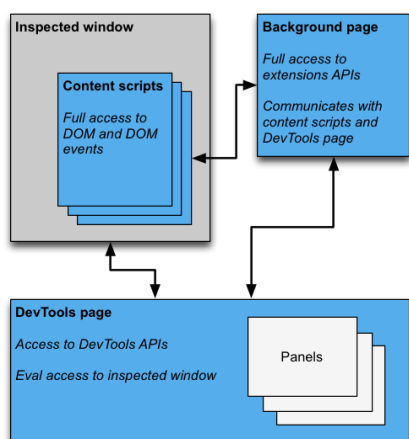 Inspected window
Content scripts
Full access to
DOM and DOM
events
Background page
Full access to
extensions APIs
Communicates with
content scripts and
DevTools page
DevTools page
Access to DevTools APIs
Eval access to inspected window
Panels